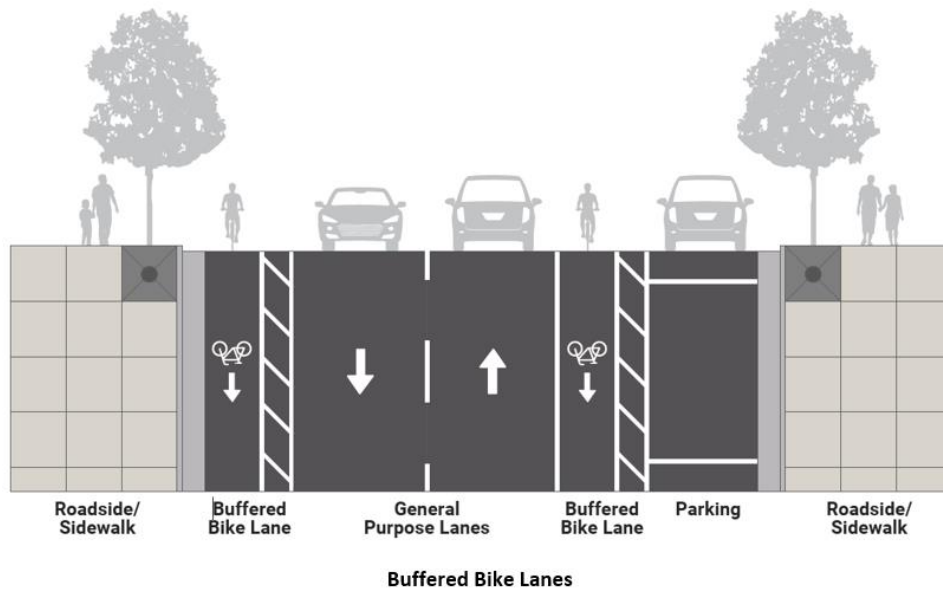 Roadside/
Sidewalk
Buffered
Bike Lane
General
Purpose Lanes
Buffered
Bike Lane
Parking
Roadside/
Sidewalk
Buffered Bike Lanes